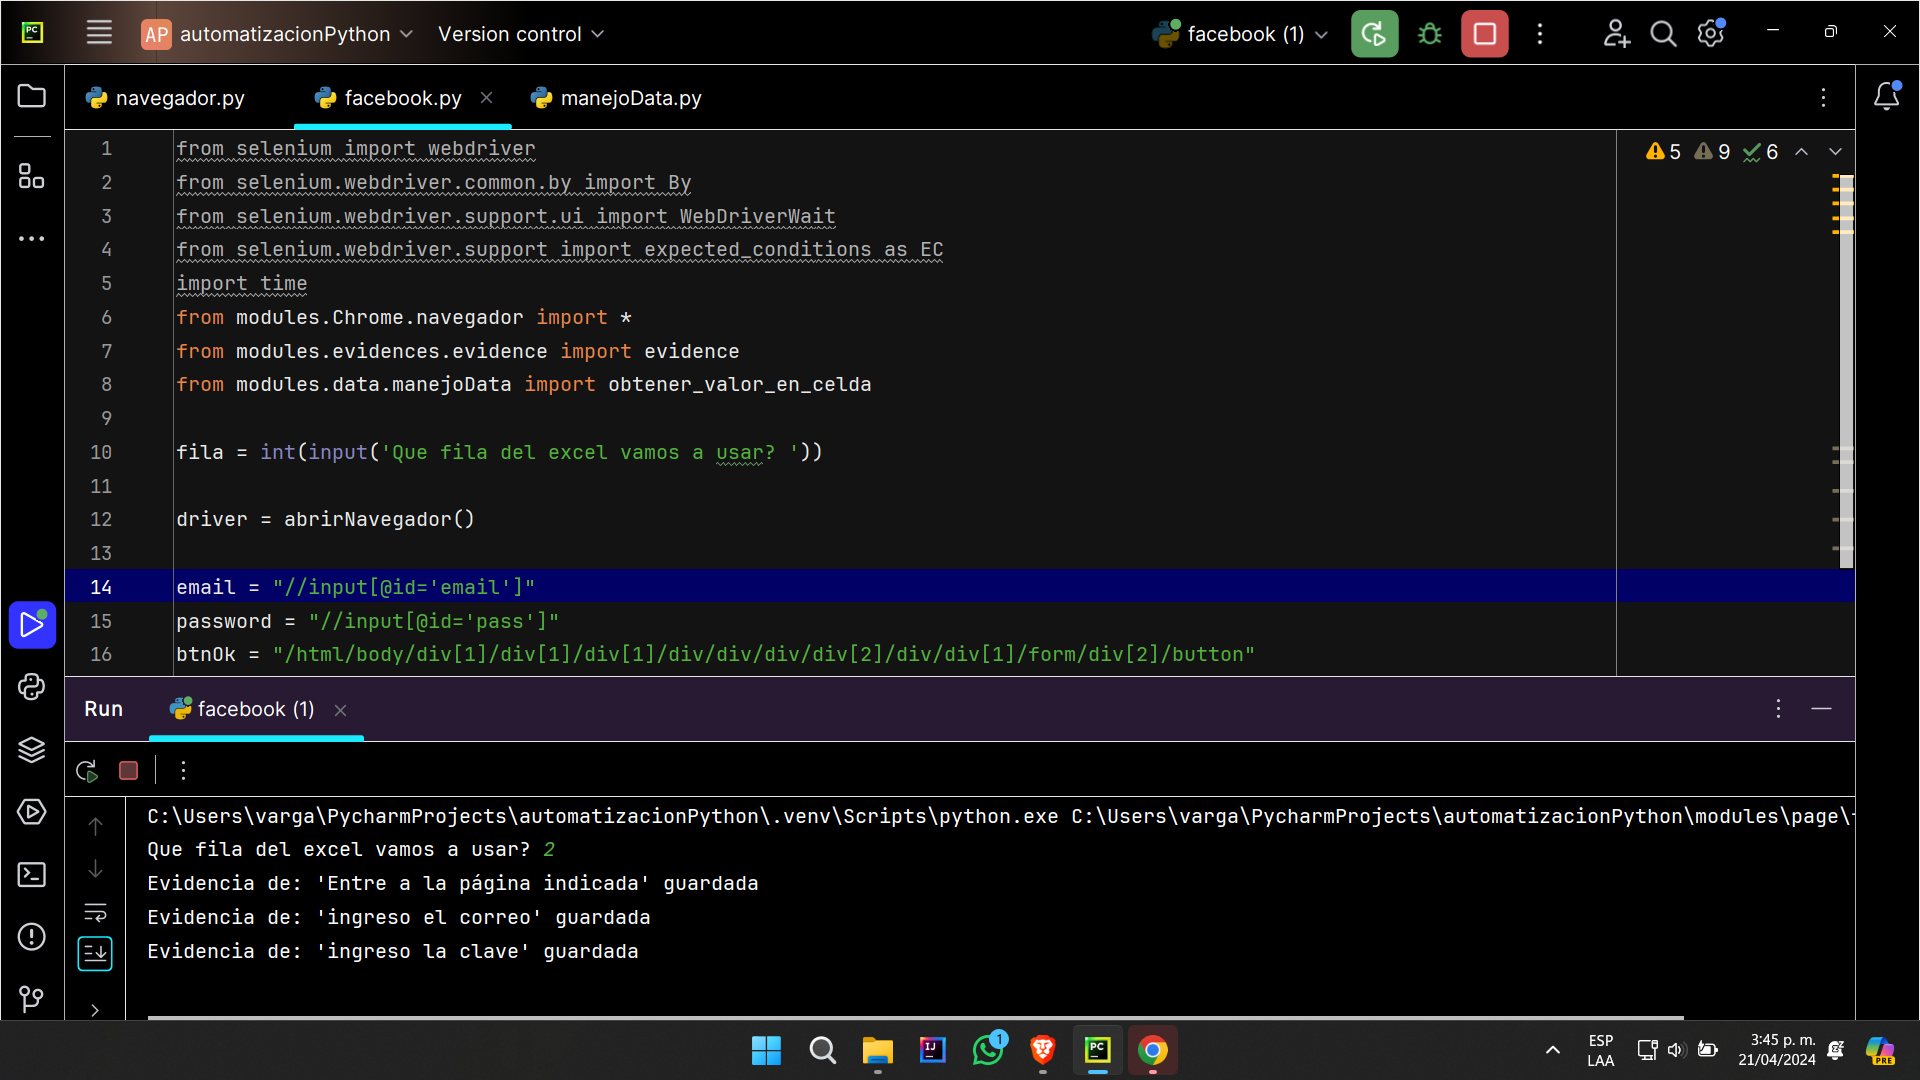 PC
AP automatizacionPython Version control facebook (1)
navegador.py facebook.py manejoData.py
5 9 6
1 from selenium import webdriver
2 from selenium.webdriver.common.by import By
3 from selenium.webdriver.support.ui import WebDriverWait
4 from selenium.webdriver.support import expected_conditions as EC
5 import time
6 from modules.Chrome.navegador import *
7 from modules.evidences.evidence import evidence
8 from modules.data.manejoData import obtener_valor_en_celda
9
10 fila = int(input('Que fila del excel vamos a usar? '))
11
12 driver = abrirNavegador()
13
14 email = "//input[@id='email']"
15 password = "//input[@id='pass']"
16 btnOk = "/html/body/div[1]/div[1]/div[1]/div/div/div/div[2]/div/div[1]/form/div[2]/button"
Run facebook (1)
C:\Users\varga\PycharmProjects\automatizacionPython\.venv\Scripts\python.exe C:\Users\varga\PycharmProjects\automatizacionPython\modules\page\
Que fila del excel vamos a usar? 2
Evidencia de: 'Entre a la página indicada' guardada
Evidencia de: 'ingreso el correo' guardada
Evidencia de: 'ingreso la clave' guardada
IJ 1 PC
ESP
LAA
3:45 p. m.
21/04/2024
PRE